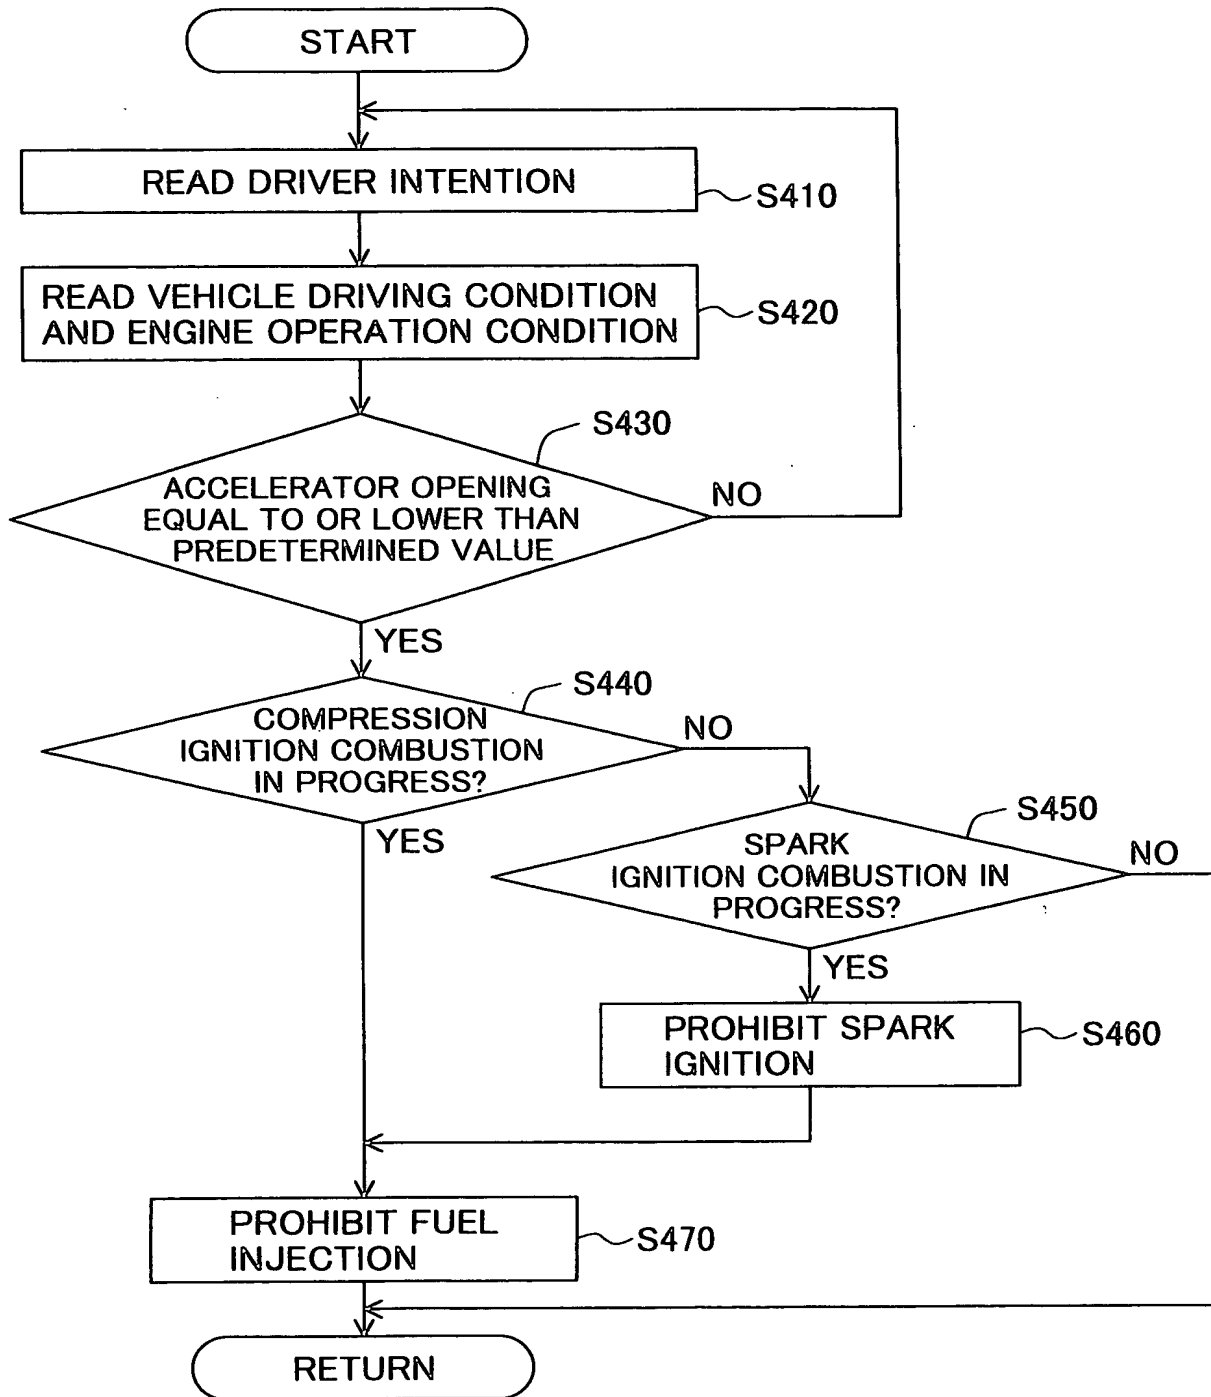 START
READ DRIVER INTENTION
S410
READ VEHICLE DRIVING CONDITION
AND ENGINE OPERATION CONDITION
S420
S430
ACCELERATOR OPENING
EQUAL TO OR LOWER THAN
PREDETERMINED VALUE
NO
YES
S440
COMPRESSION
IGNITION COMBUSTION
IN PROGRESS?
NO
YES
S450
SPARK
IGNITION COMBUSTION IN
PROGRESS?
NO
YES
PROHIBIT SPARK
IGNITION
S460
PROHIBIT FUEL
INJECTION
S470
RETURN